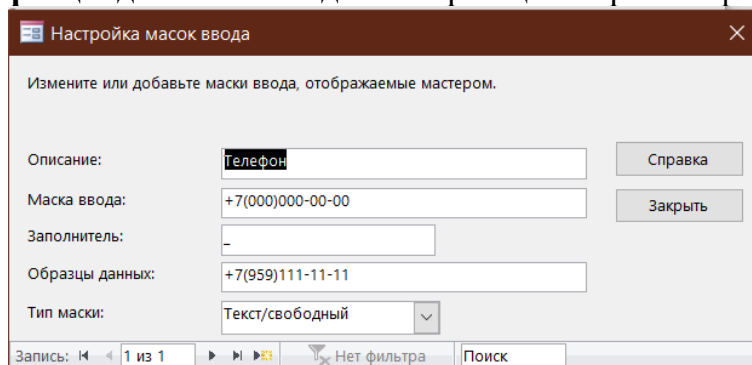 Настройка масок ввода
Измените или добавьте маски ввода, отображаемые мастером.
Описание: Телефон Справка
Маска ввода: +7(000)000-00-00 Закрыть
Заполнитель: _
Образцы данных: +7(959)111-11-11
Тип маски: Текст/свободный
Запись: 1 из 1 Нет фильтра Поиск